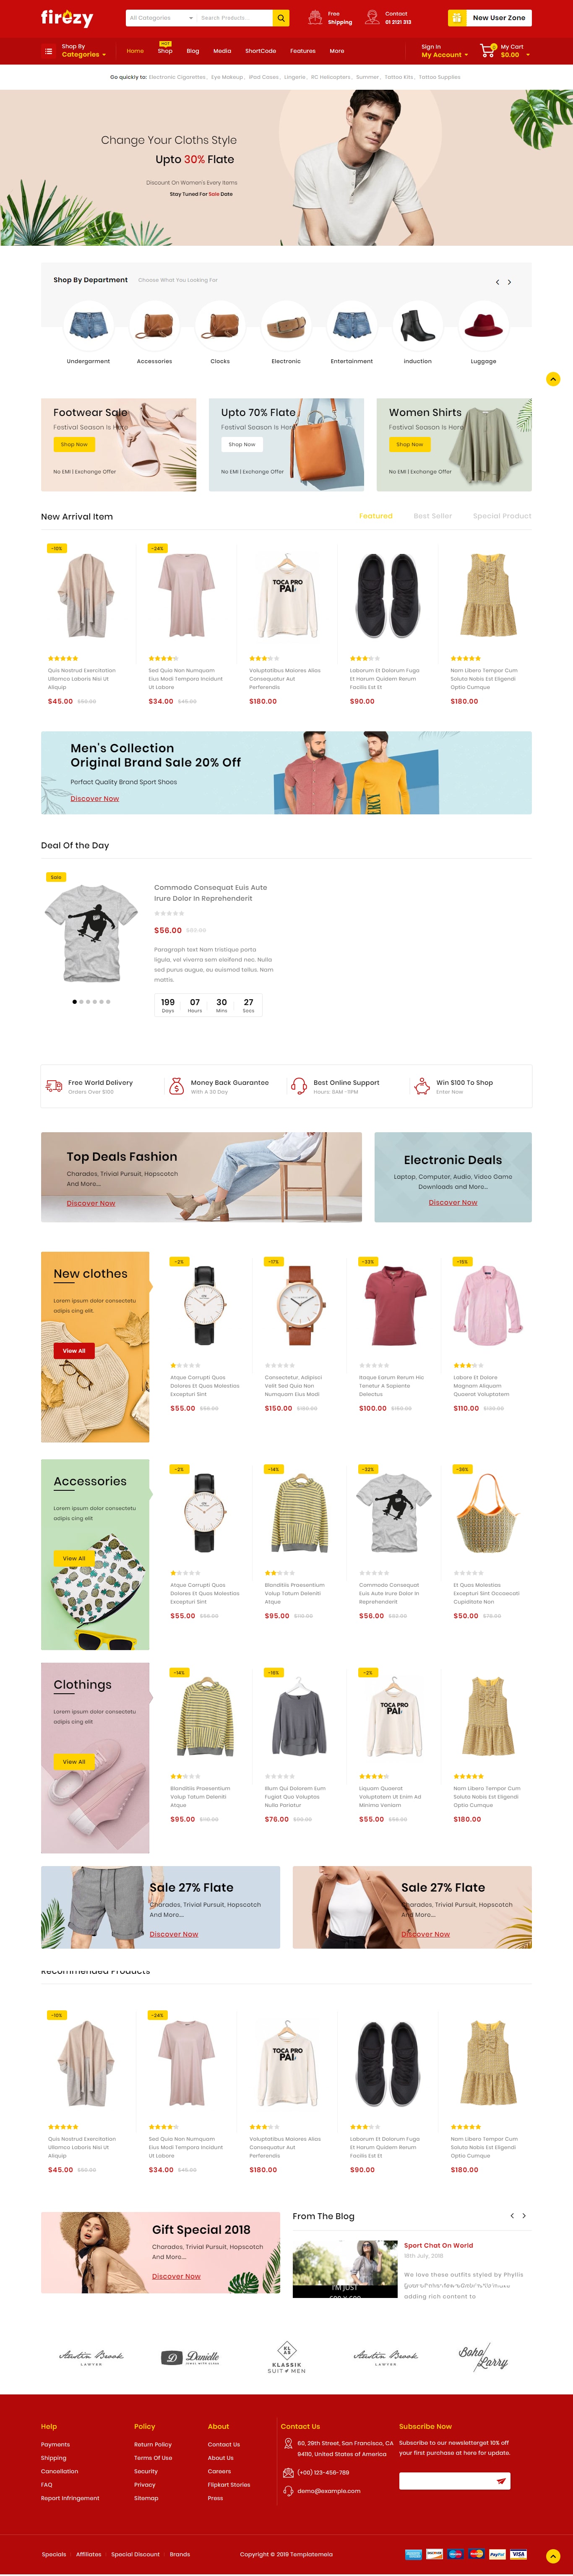 firezy
All Categories
Search Products...
Free
Shipping
Contact
01 2121 313
New User Zone
Shop By
Categories
Home
HOT
Shop
Blog
Media
ShortCode
Features
More
Sign In
My Account
0
My Cart
$0.00
Go quickly to: Electronic Cigarettes, Eye Makeup, iPod Cases, Lingerie, RC Helicopters, Summer, Tattoo Kits, Tattoo Supplies
Change Your Cloths Style
Upto 30% Flate
Discount On Women's Every Items
Stay Tuned For Sale Date
Shop By Department
Choose What You Looking For
Undergarment
Accessories
Clocks
Electronic
Entertainment
induction
Luggage
Footwear Sale
Festival Season Is Here
Shop Now
No EMI | Exchange Offer
Upto 70% Flate
Festival Season Is Here
Shop Now
No EMI | Exchange Offer
Women Shirts
Festival Season Is Here
Shop Now
No EMI | Exchange Offer
New Arrival Item
Featured
Best Seller
Special Product
-10%
Quis Nostrud Exercitation
Ullamco Laboris Nisi Ut
Aliquip
$45.00
-24%
Sed Quia Non Numquam
Eius Modi Tempora Incidunt
Ut Labore
$34.00 $45.00
TOCA PRO
PAI
Voluptatibus Maiores Alias
Consequatur Aut
Perferendis
$180.00
Laborum Et Dolorum Fuga
Et Harum Quidem Rerum
Facilis Est Et
$90.00
Nam Libero Tempor Cum
Soluta Nobis Est Eligendi
Optio Cumque
$180.00
Men's Collection
Original Brand Sale 20% Off
Perfact Quality Brand Sport Shoes
Discover Now
Deal Of the Day
Sale
Commodo Consequat Euis Aute
Irure Dolor In Reprehenderit
$56.00
Paragraph text Nam tristique porta
ligula, vel viverra sem eleifend nec. Nulla
sed purus augue, eu euismod tellus. Nam
mattis.
199
Days
07
Hours
30
Mins
27
Secs
Free World Delivery
Orders Over $100
Money Back Guarantee
With A 30 Day
Best Online Support
Hours: 8AM -11PM
Win $100 To Shop
Enter Now
Top Deals Fashion
Charades, Trivial Pursuit, Hopscotch
And More...
Discover Now
Electronic Deals
Laptop, Computer, Audio, Video Game
Downloads and More...
Discover Now
New clothes
Lorem ipsum dolor consectetu
adipis cing elit.
View All
-2%
Atque Corrupti Quos
Dolores Et Quas Molestias
Excepturi Sint
$55.00
-17%
Consectetur, Adipisci
Velit Sed Quia Non
Numquam Eius Modi
$150.00
-33%
Itaque Earum Rerum Hic
Tenetur A Sapiente
Delectus
$100.00 $150.00
-15%
Labore Et Dolore
Magnam Aliquam
Quaerat Voluptatem
$110.00
Accessories
Lorem ipsum dolor consectetu
adipis cing elit
View All
-2%
Atque Corrupti Quos
Dolores Et Quas Molestias
Excepturi Sint
$55.00
-14%
Blanditiis Praesentium
Volup Tatum Deleniti
Atque
$95.00
-32%
Commodo Consequat
Euis Aute Irure Dolor In
Reprehenderit
$56.00
-36%
Et Quas Molestias
Excepturi Sint Occaecati
Cupiditate Non
$50.00
Clothings
Lorem ipsum dolor consectetu
adipis cing elit
View All
-14%
Blanditiis Praesentium
Volup Tatum Deleniti
Atque
$95.00
-16%
Illum Qui Dolorem Eum
Fugiat Quo Voluptas
Nulla Pariatur
$76.00
-2%
TOCA PRO
PAI
Liquam Quaerat
Voluptatem Ut Enim Ad
Minima Veniam
$55.00
Nam Libero Tempor Cum
Soluta Nobis Est Eligendi
Optio Cumque
$180.00
Sale 27% Flate
Charades, Trivial Pursuit, Hopscotch
And More...
Discover Now
Sale 27% Flate
Charades, Trivial Pursuit, Hopscotch
And More...
Discover Now
Recommended Products
-10%
Quis Nostrud Exercitation
Ullamco Laboris Nisi Ut
Aliquip
$45.00
-24%
Sed Quia Non Numquam
Eius Modi Tempora Incidunt
Ut Labore
$34.00 $45.00
TOCA PRO
PAI
Voluptatibus Maiores Alias
Consequatur Aut
Perferendis
$180.00
Laborum Et Dolorum Fuga
Et Harum Quidem Rerum
Facilis Est Et
$90.00
Nam Libero Tempor Cum
Soluta Nobis Est Eligendi
Optio Cumque
$180.00
Gift Special 2018
Charades, Trivial Pursuit, Hopscotch
And More...
Discover Now
From The Blog
I'M JUST
Sport Chat On World
18th July, 2018
We love these outfits styled by Phyllis
adding rich content to
Austin Brook
LAWYER
D Danielle
KL AS
KLASSIK
SUIT of MEN
Austin Brook
LAWYER
Boho/Larry
Help
Payments
Shipping
Cancellation
FAQ
Report Infringement
Policy
Return Policy
Terms Of Use
Security
Privacy
Sitemap
About
Contact Us
About Us
Careers
Flipkart Stories
Press
Contact Us
60, 29th Street, San Francisco, CA
94110, United States of America
(+00) 123-456-789
demo@example.com
Subscribe Now
Subscribe to our newsletterget 10% off
your first purchase at here for update.
Specials
Affiliates
Special Discount
Brands
Copyright © 2019 Templatemela
DISCOVER
PayPal
VISA